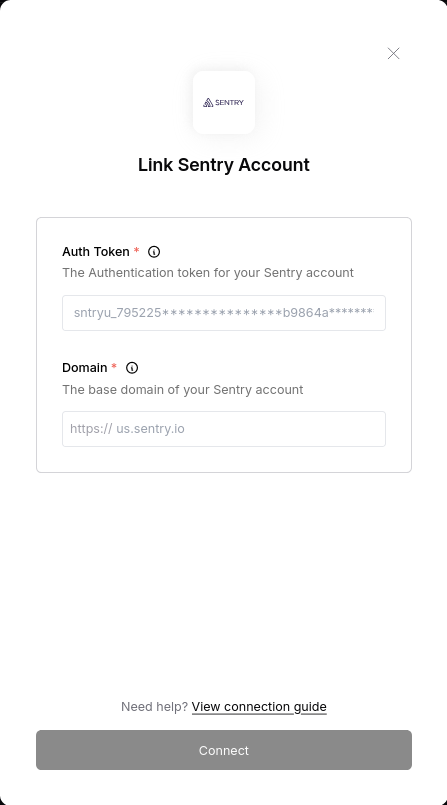 SENTRY
Link Sentry Account
Auth Token *
The Authentication token for your Sentry account
sntryu_795225***************b9864a*******
Domain *
The base domain of your Sentry account
https:// us.sentry.io
Need help? View connection guide
Connect